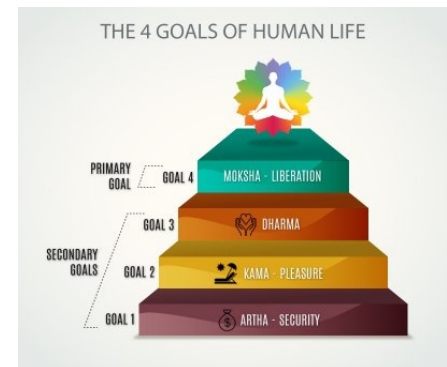 THE 4 GOALS OF HUMAN LIFE
PRIMARY
GOAL
GOAL 4
MOKSHA - LIBERATION
GOAL 3
DHARMA
SECONDARY
GOALS
GOAL 2
KAMA - PLEASURE
GOAL 1
ARTHA - SECURITY
$